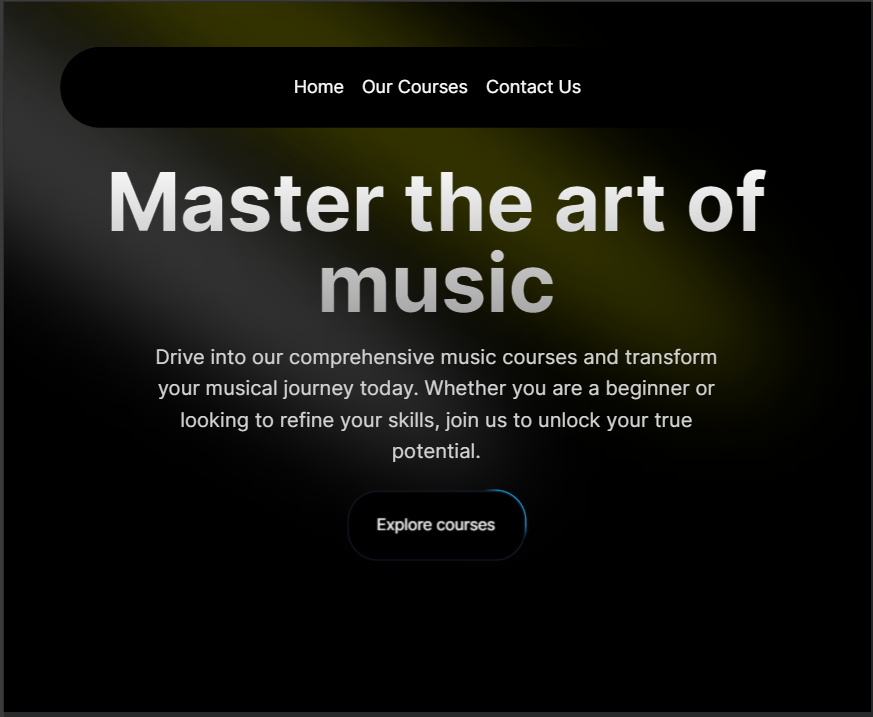 Home Our Courses Contact Us
Master the art of
music
Drive into our comprehensive music courses and transform
your musical journey today. Whether you are a beginner or
looking to refine your skills, join us to unlock your true
potential.
Explore courses